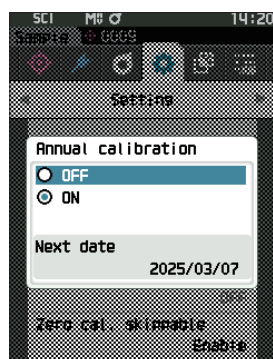 SCI M 14:20
Sample 0009
Setting
Annual calibration
OFF
ON
Next date
2025/03/07
OFF
Zero cal. skippable
Enable